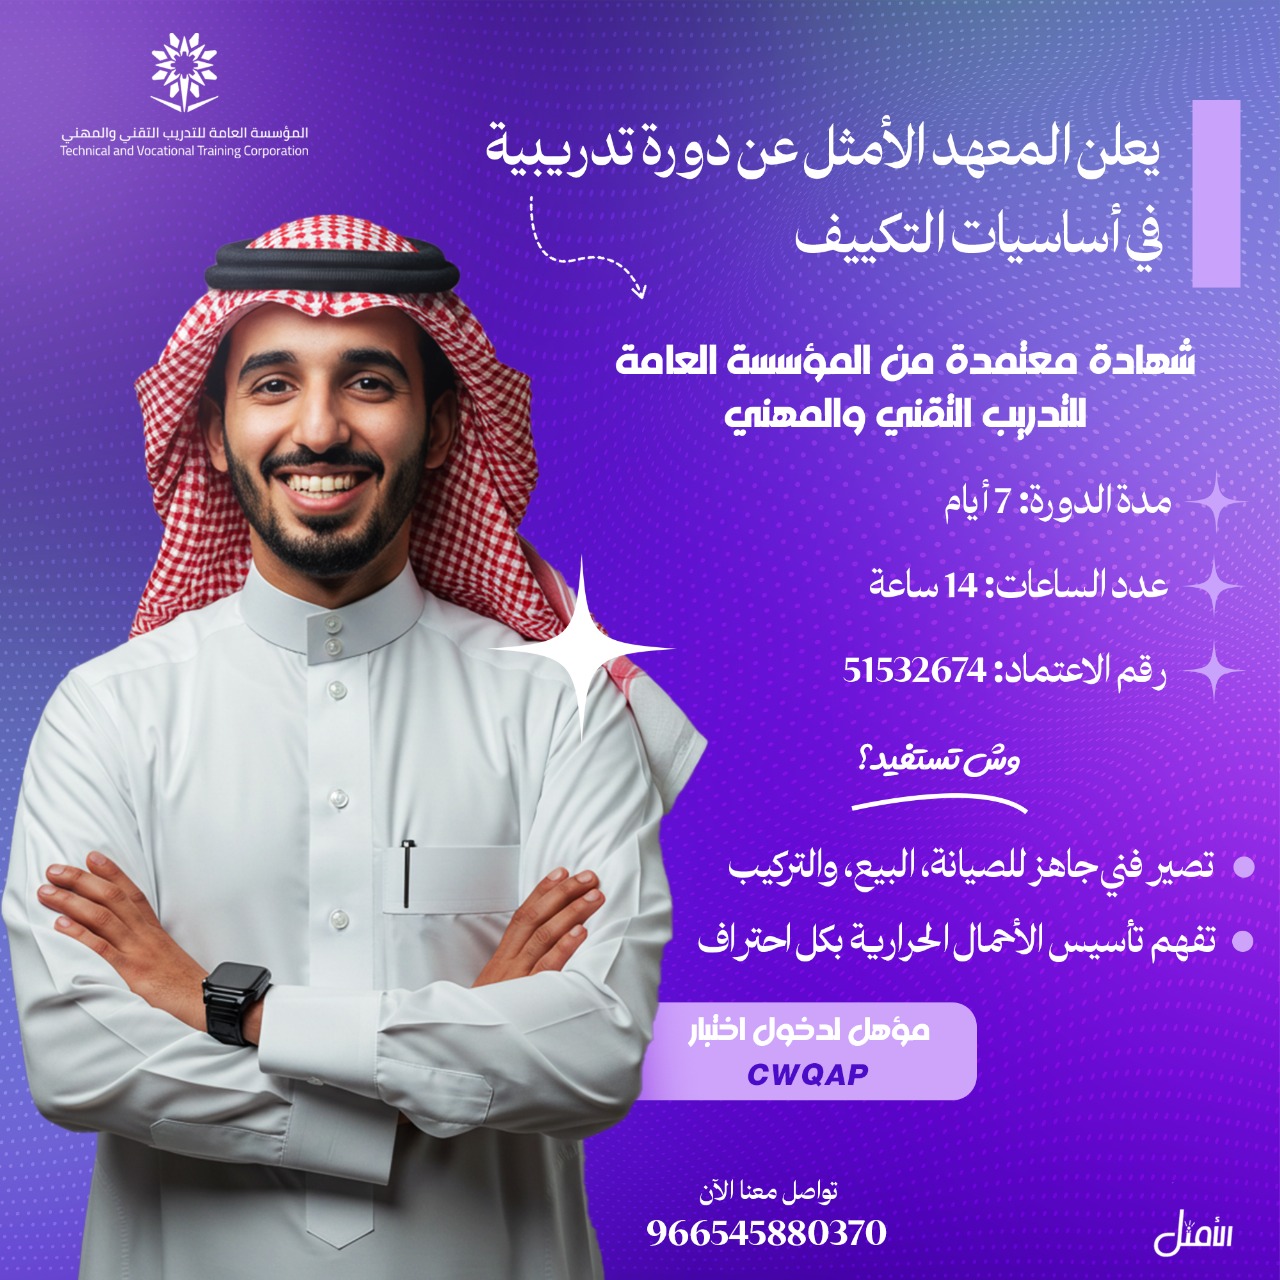 المؤسسة العامة للتدريب التقني والمهني
Technical and Vocational Training Corporation
يعلن المعهد الأمثل عن دورة تدريبية
في أساسيات التكييف
شهادة معتمدة من المؤسسة العامة
للتدريب التقني والمهني
مدة الدورة: 7 أيام
عدد الساعات: 14 ساعة
رقم الاعتماد: 51532674
وش تستفيد؟
تصير فني جاهز للصيانة، البيع، والتركيب
تفهم تأسيس الأحمال الحرارية بكل احتراف
مؤهل لدخول اختبار
CWQAP
تواصل معنا الآن
966545880370
الأمثل